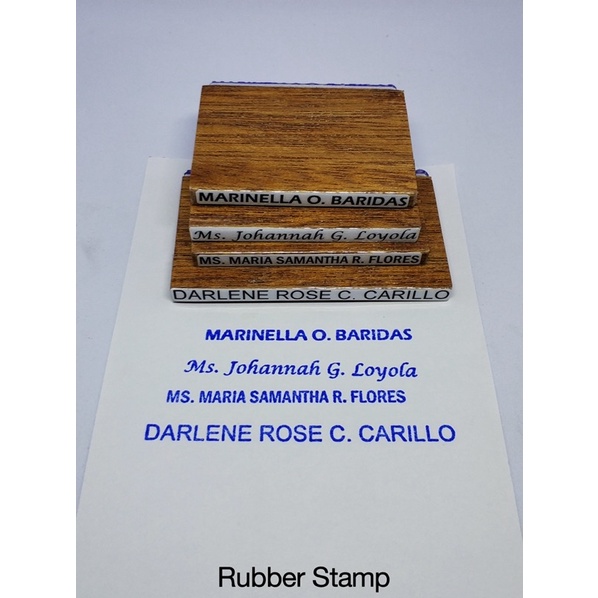 MARINELLA O. BARIDAS
Ms. Johannah G. Loyola
MS. MARIA SAMANTHA R. FLORES
DARLENE ROSE C. CARILLO
MARINELLA O. BARIDAS
Ms. Johannah G. Loyola
MS. MARIA SAMANTHA R. FLORES
DARLENE ROSE C. CARILLO
Rubber Stamp